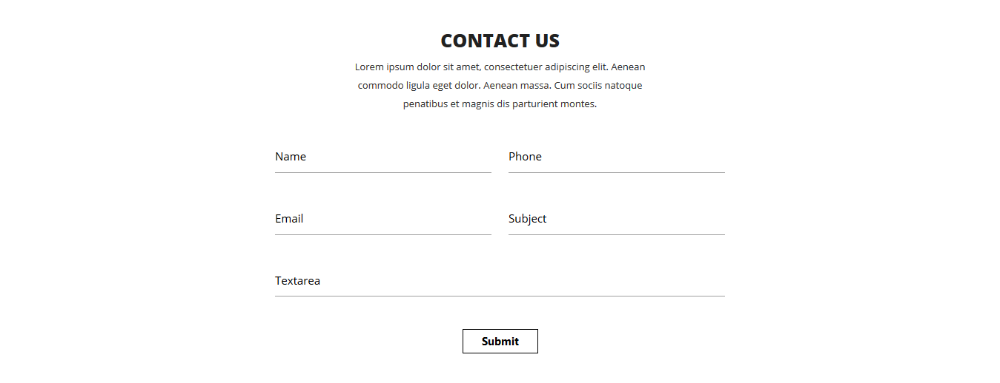 CONTACT US
Lorem ipsum dolor sit amet, consectetuer adipiscing elit. Aenean
commodo ligula eget dolor. Aenean massa. Cum sociis natoque
penatibus et magnis dis parturient montes.
Name
Phone
Email
Subject
Textarea
Submit